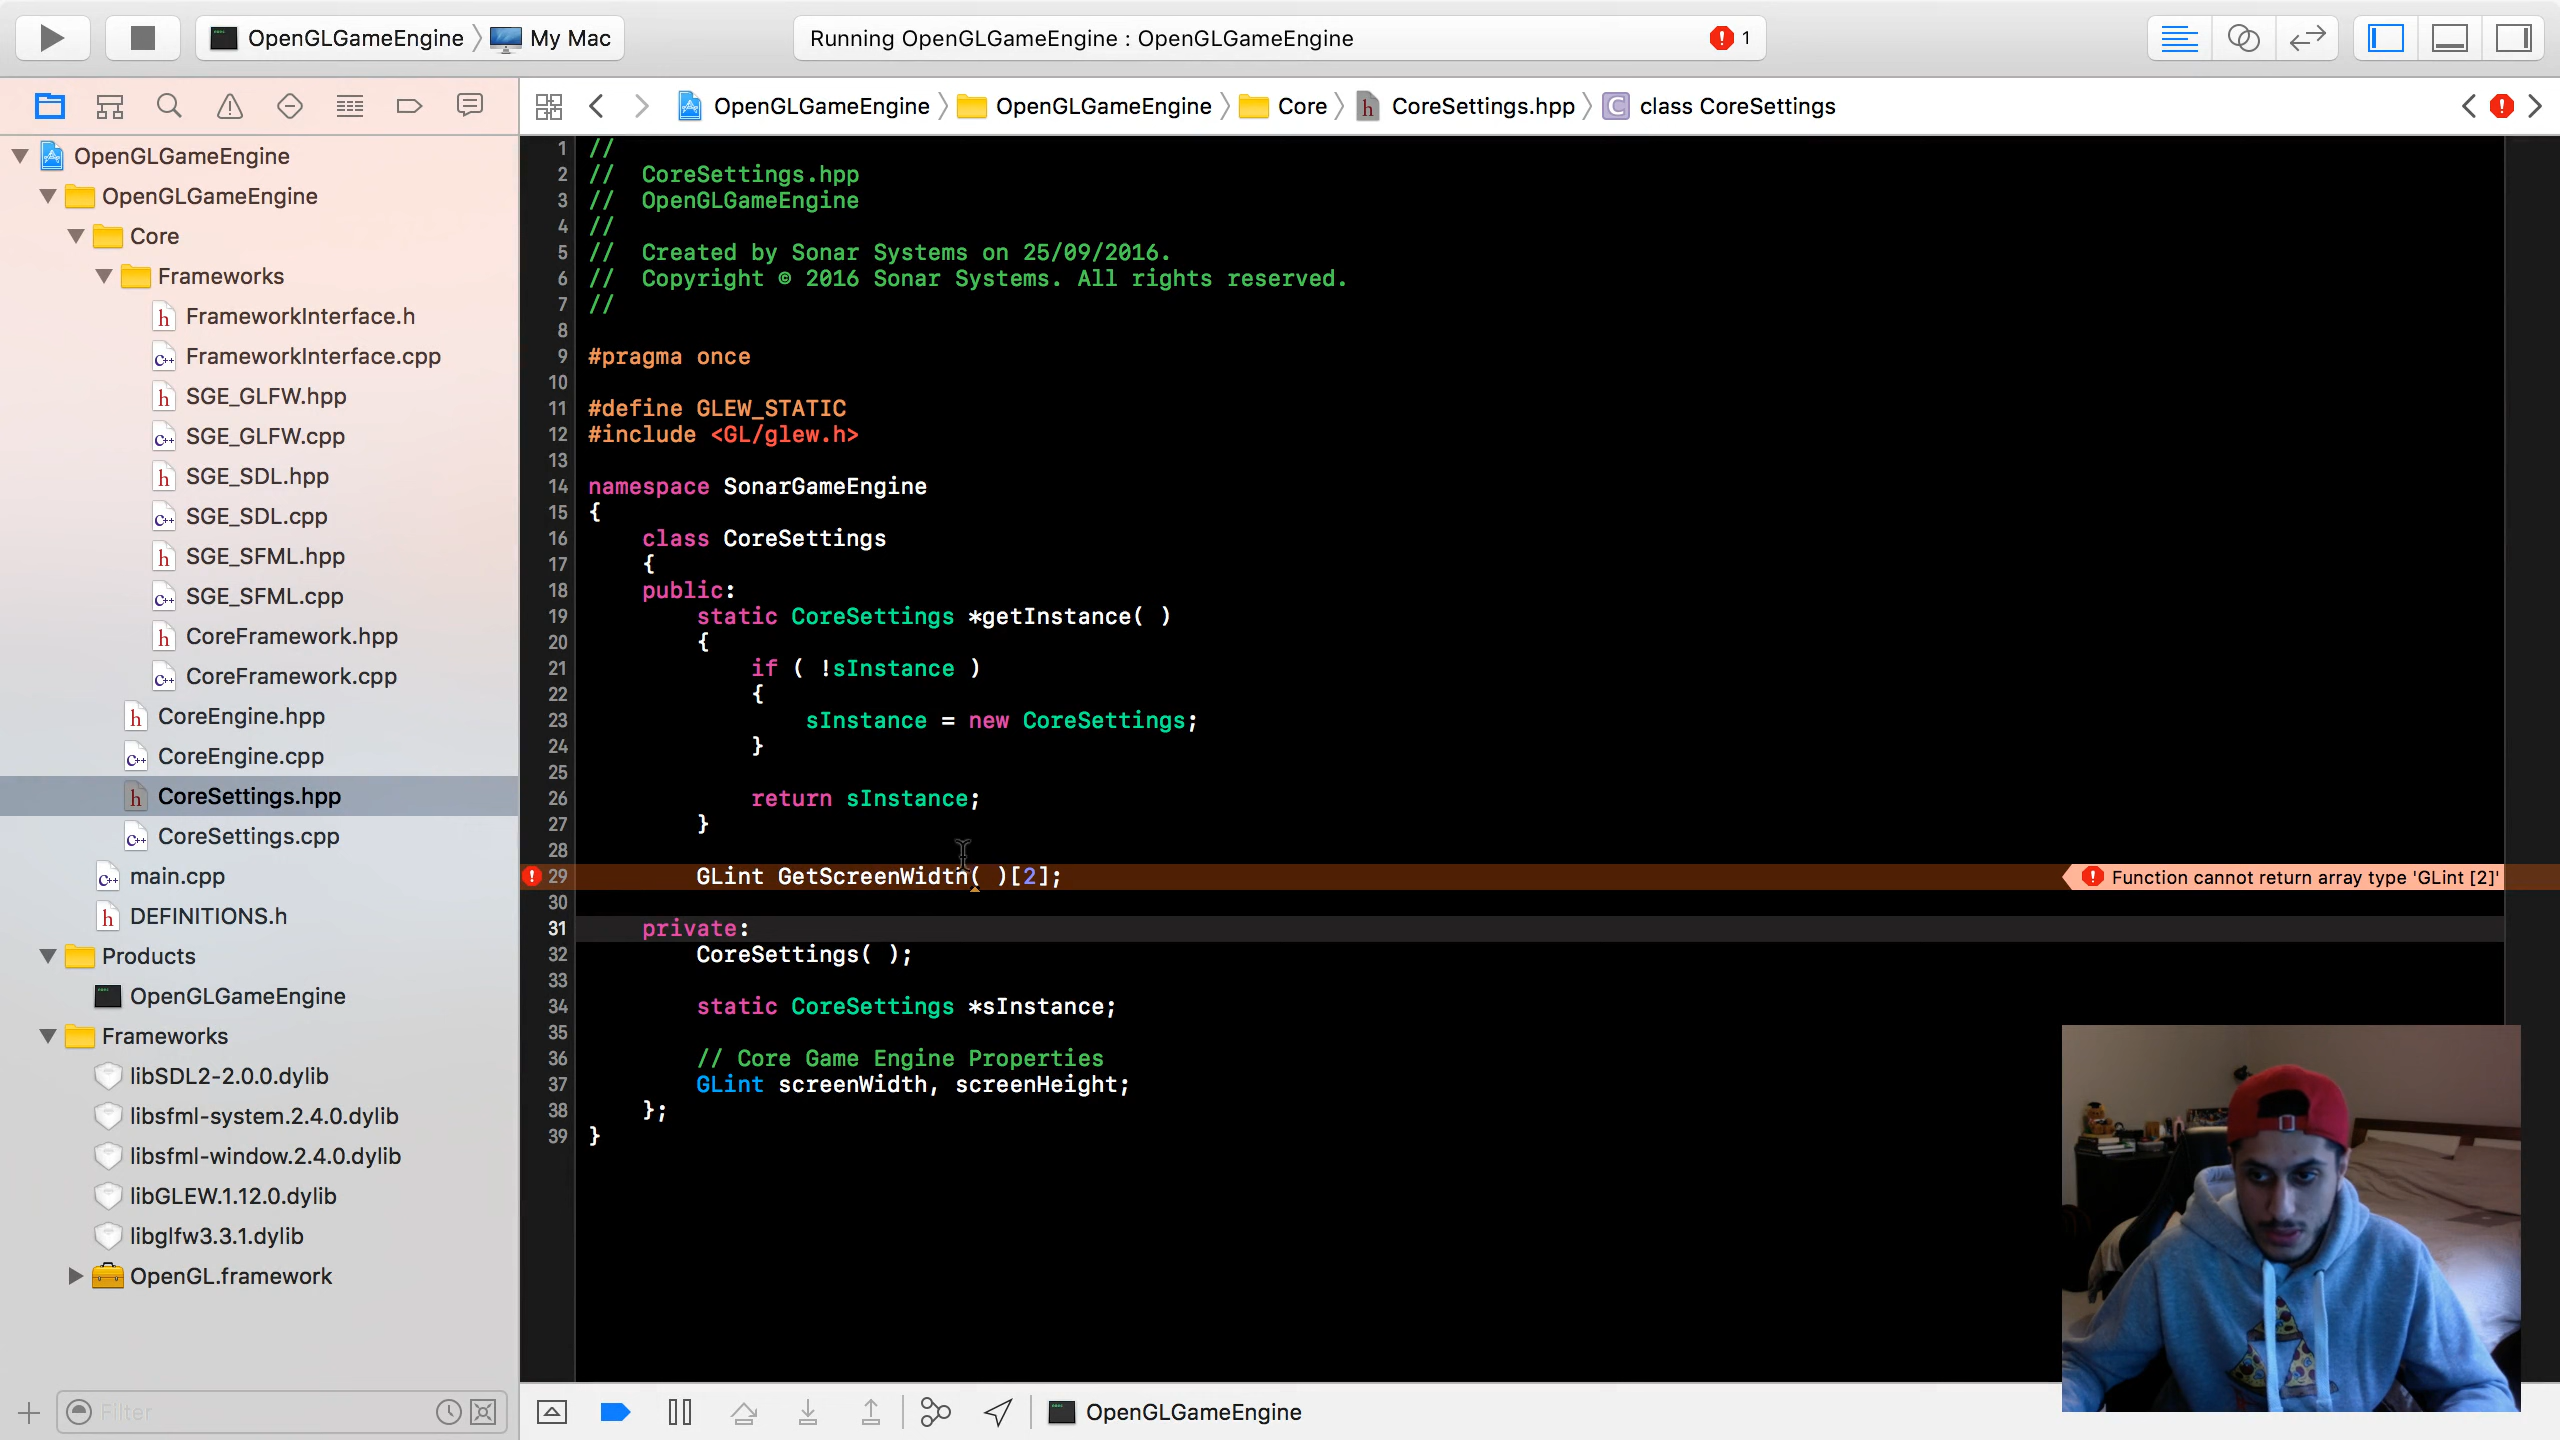 OpenGLGameEngine 〉 My Mac
Running OpenGLGameEngine : OpenGLGameEngine
1
OpenGLGameEngine 〉 OpenGLGameEngine 〉 Core 〉 CoreSettings.hpp 〉 class CoreSettings
OpenGLGameEngine
OpenGLGameEngine
Core
Frameworks
FrameworkInterface.h
FrameworkInterface.cpp
SGE_GLFW.hpp
SGE_GLFW.cpp
SGE_SDL.hpp
SGE_SDL.cpp
SGE_SFML.hpp
SGE_SFML.cpp
CoreFramework.hpp
CoreFramework.cpp
CoreEngine.hpp
CoreEngine.cpp
CoreSettings.hpp
CoreSettings.cpp
main.cpp
DEFINITIONS.h
Products
OpenGLGameEngine
Frameworks
libSDL2-2.0.0.dylib
libsfml-system.2.4.0.dylib
libsfml-window.2.4.0.dylib
libGLEW.1.12.0.dylib
libglfw3.3.1.dylib
OpenGL.framework
Filter
1 //
2 //  CoreSettings.hpp
3 //  OpenGLGameEngine
4 //
5 //  Created by Sonar Systems on 25/09/2016.
6 //  Copyright © 2016 Sonar Systems. All rights reserved.
7 //
8
9 #pragma once
10
11 #define GLEW_STATIC
12 #include <GL/glew.h>
13
14 namespace SonarGameEngine
15 {
16     class CoreSettings
17     {
18     public:
19         static CoreSettings *getInstance( )
20         {
21             if ( !sInstance )
22             {
23                 sInstance = new CoreSettings;
24             }
25
26             return sInstance;
27         }
28
29         GLint GetScreenWidth( )[2];
Function cannot return array type 'GLint [2]'
30
31     private:
32         CoreSettings( );
33
34         static CoreSettings *sInstance;
35
36         // Core Game Engine Properties
37         GLint screenWidth, screenHeight;
38     };
39 }
OpenGLGameEngine